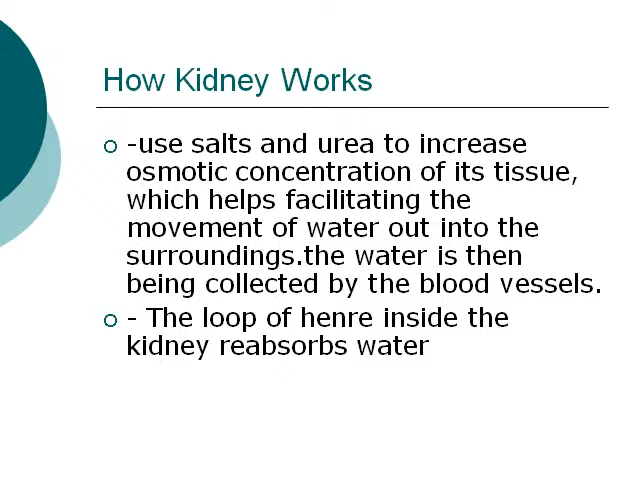 How Kidney Works
-use salts and urea to increase
osmotic concentration of its tissue,
which helps facilitating the
movement of water out into the
surroundings.the water is then
being collected by the blood vessels.
- The loop of henre inside the
kidney reabsorbs water